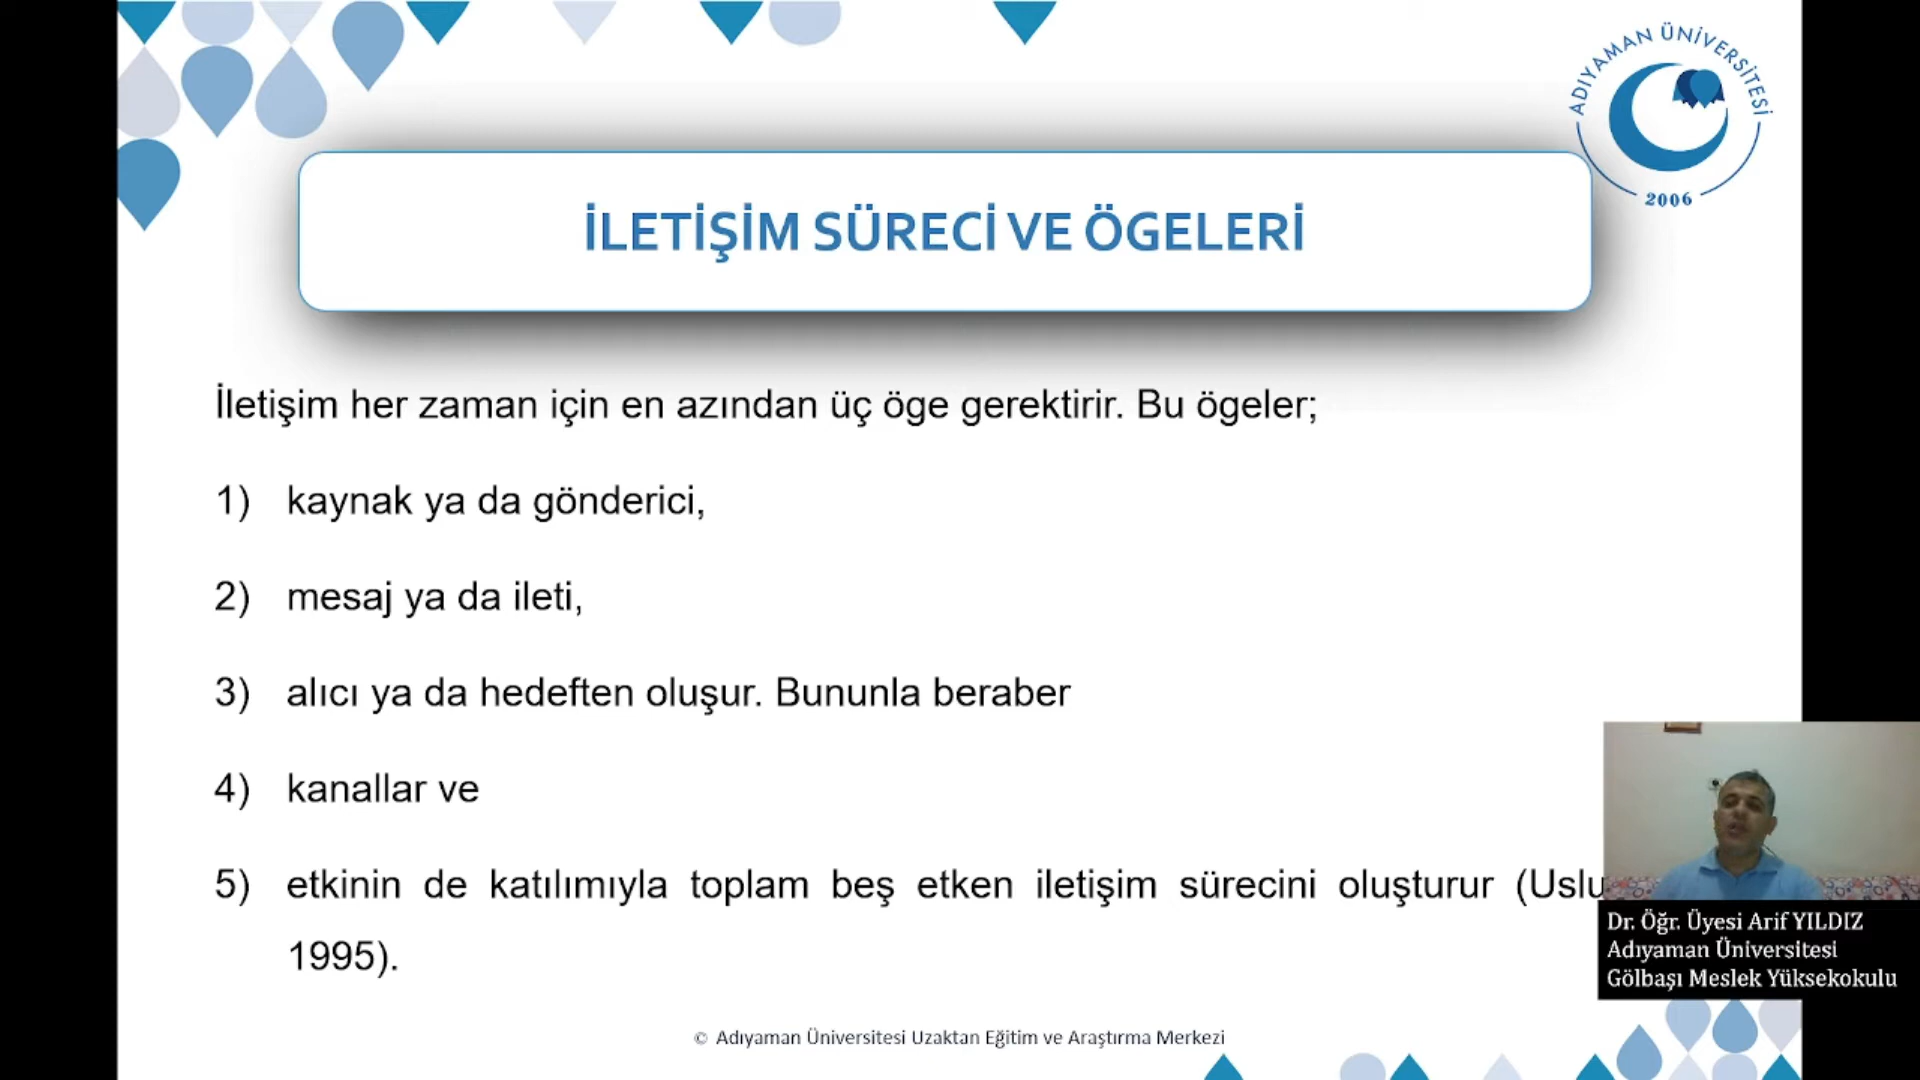 ADIYAMAN ÜNİVERSİTESİ
2006
İLETİŞİM SÜRECİ VE ÖGELERİ
İletişim her zaman için en azından üç öge gerektirir. Bu ögeler;
1) kaynak ya da gönderici,
2) mesaj ya da ileti,
3) alıcı ya da hedeften oluşur. Bununla beraber
4) kanallar ve
5) etkinin de katılımıyla toplam beş etken iletişim sürecini oluşturur (Uslu
1995).
Dr. Öğr. Üyesi Arif YILDIZ
Adıyaman Üniversitesi
Gölbaşı Meslek Yüksekokulu
© Adıyaman Üniversitesi Uzaktan Eğitim ve Araştırma Merkezi